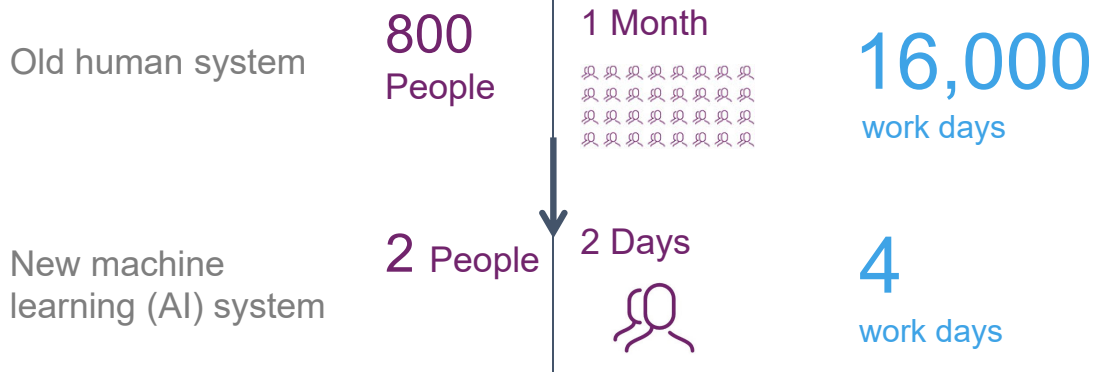 Old human system
800
People
1 Month
16,000
work days
New machine
learning (AI) system
2 People
2 Days
4
work days